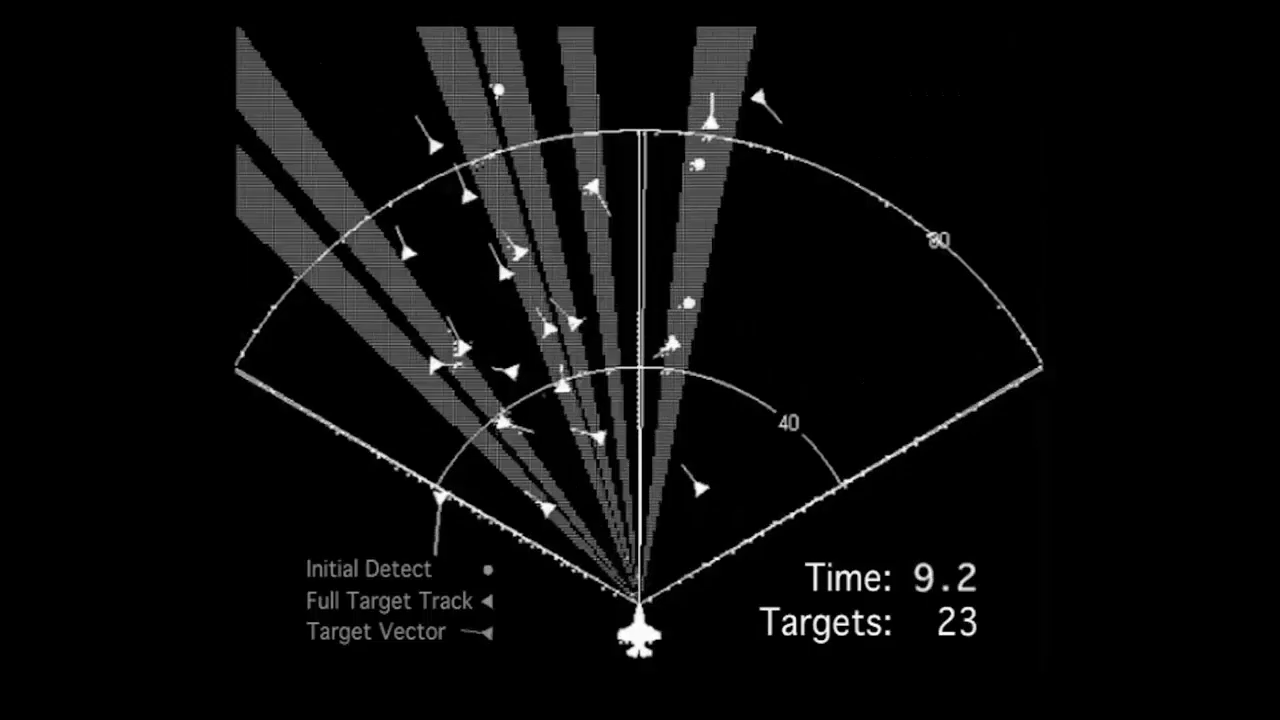 80
40
Initial Detect
Full Target Track
Target Vector
Time: 9.2
Targets: 23